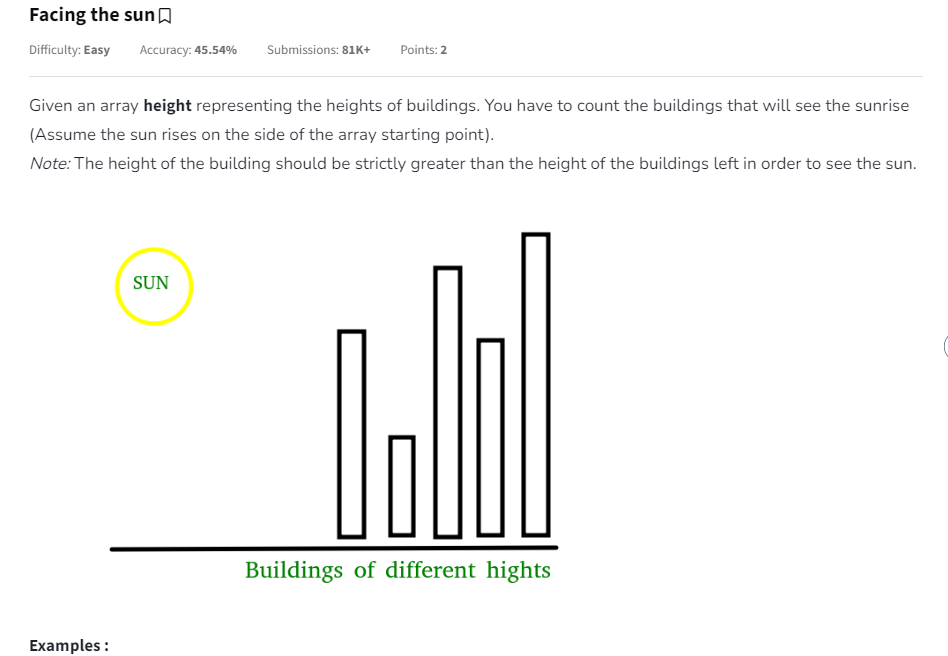 Facing the sun
Difficulty: Easy Accuracy: 45.54% Submissions: 81K+ Points: 2
Given an array height representing the heights of buildings. You have to count the buildings that will see the sunrise
(Assume the sun rises on the side of the array starting point).
Note: The height of the building should be strictly greater than the height of the buildings left in order to see the sun.
SUN
Buildings of different hights
Examples :